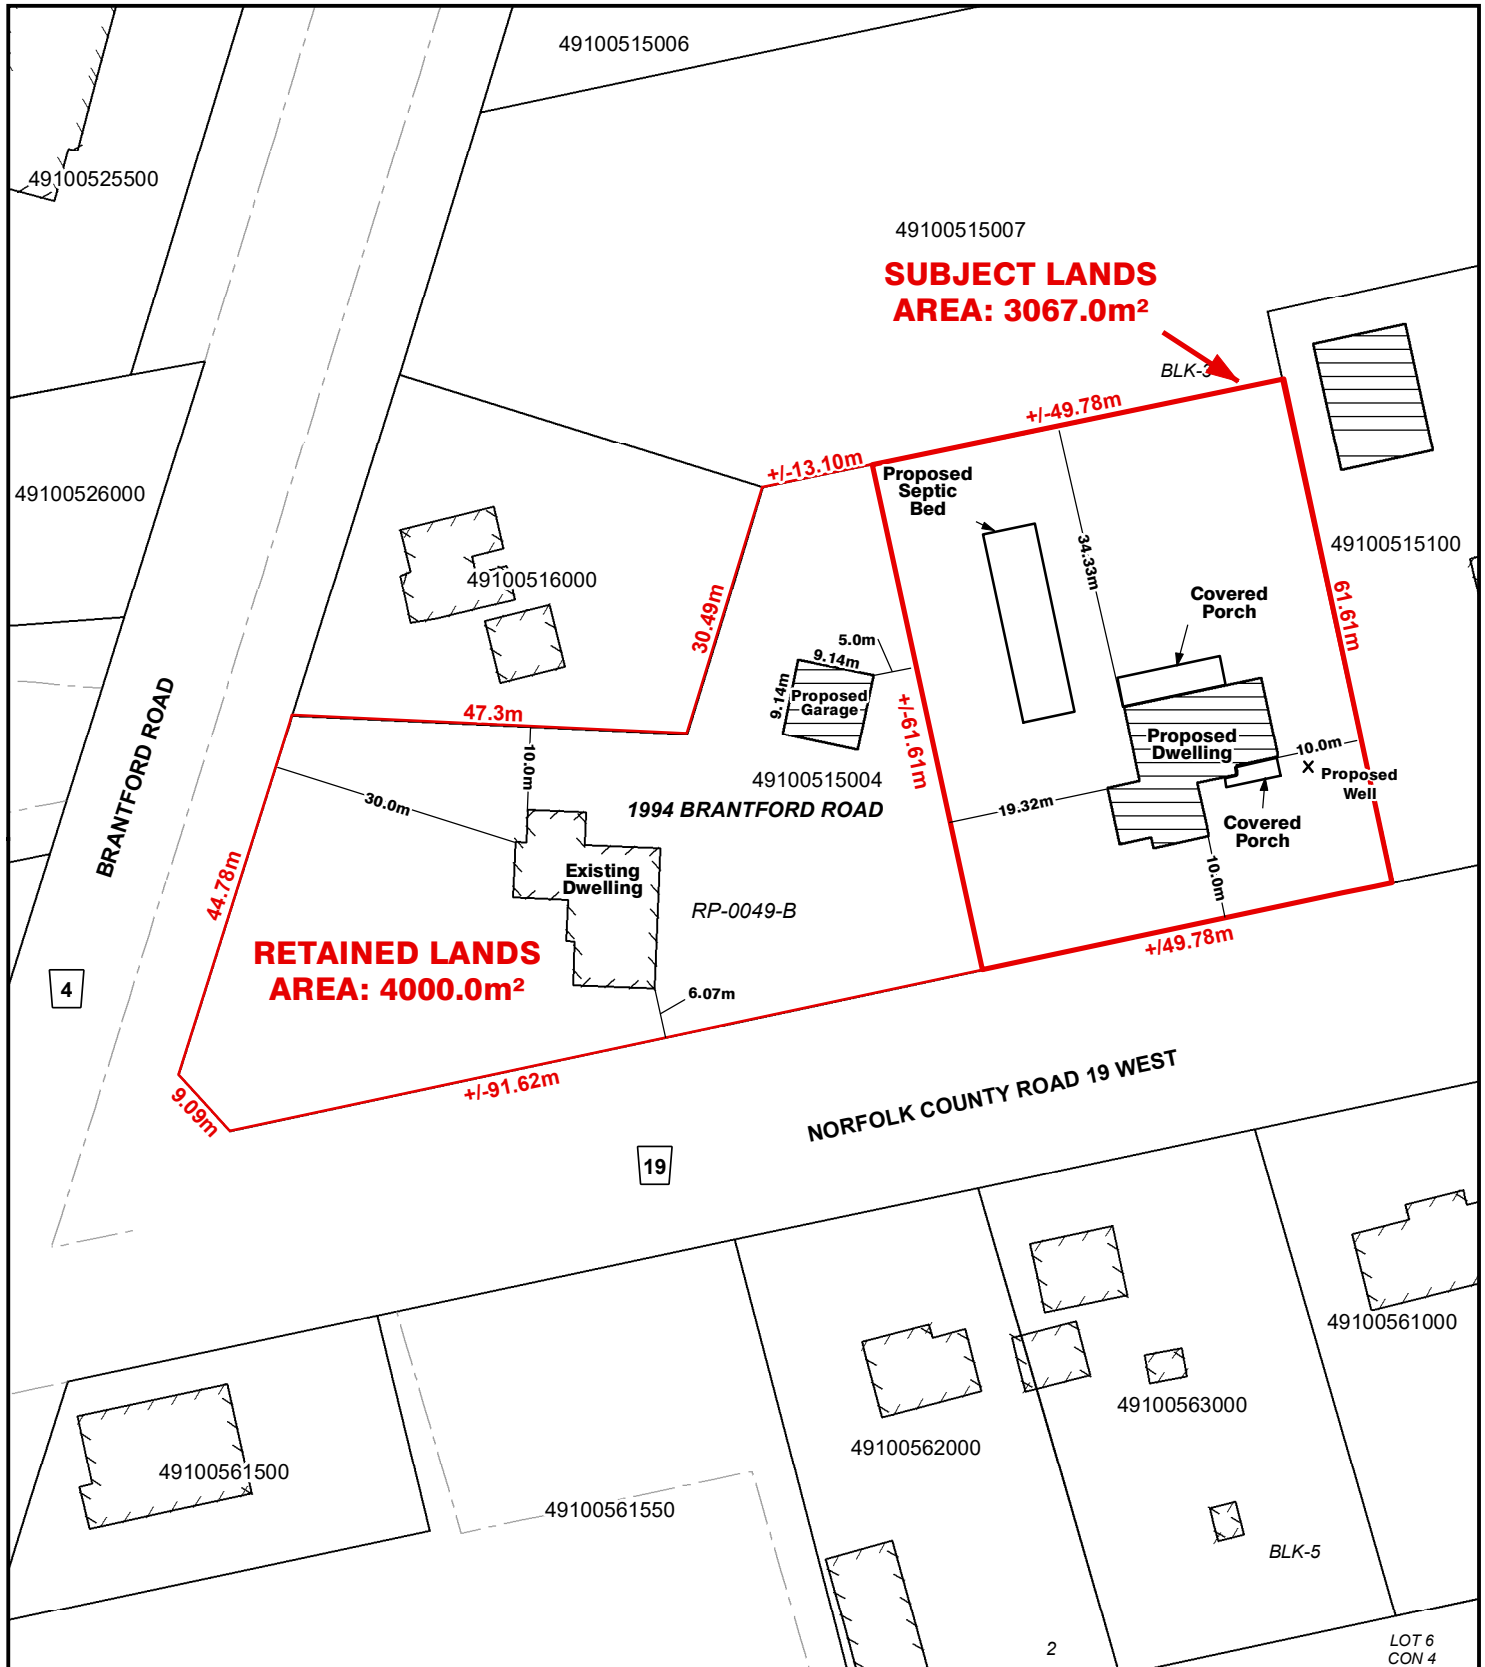 49100515006
49100525500
49100515007
SUBJECT LANDS
AREA: 3067.0m²
BLK-3
+/-49.78m
+/-13.10m
Proposed
Septic
Bed
49100526000
49100516000
34.33m
49100515100
Covered
Porch
61.61m
30.49m
5.0m
9.14m
9.14m
Proposed
Garage
+/-61.61m
47.3m
10.0m
BRANTFORD ROAD
Proposed
Dwelling
10.0m
X
Proposed
Well
49100515004
1994 BRANTFORD ROAD
30.0m
19.32m
Covered
Porch
10.0m
Existing
Dwelling
44.78m
RP-0049-B
RETAINED LANDS
AREA: 4000.0m²
+/49.78m
4
6.07m
+/-91.62m
9.09m
NORFOLK COUNTY ROAD 19 WEST
19
49100561000
49100563000
49100562000
49100561500
49100561550
BLK-5
2
LOT 6
CON 4